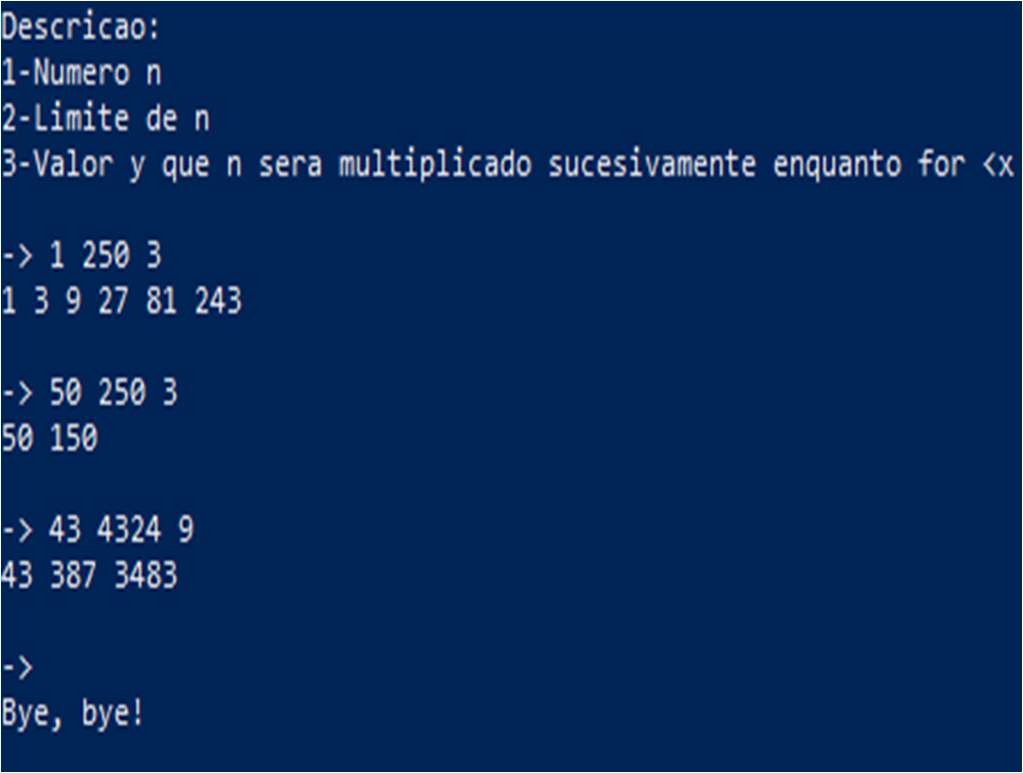 Descricao:
1-Numero n
2-Limite de n
3-Valor y que n sera multiplicado sucesivamente enquanto for <x
-> 1 250 3
1 3 9 27 81 243
-> 50 250 3
50 150
-> 43 4324 9
43 387 3483
->
Bye, bye!